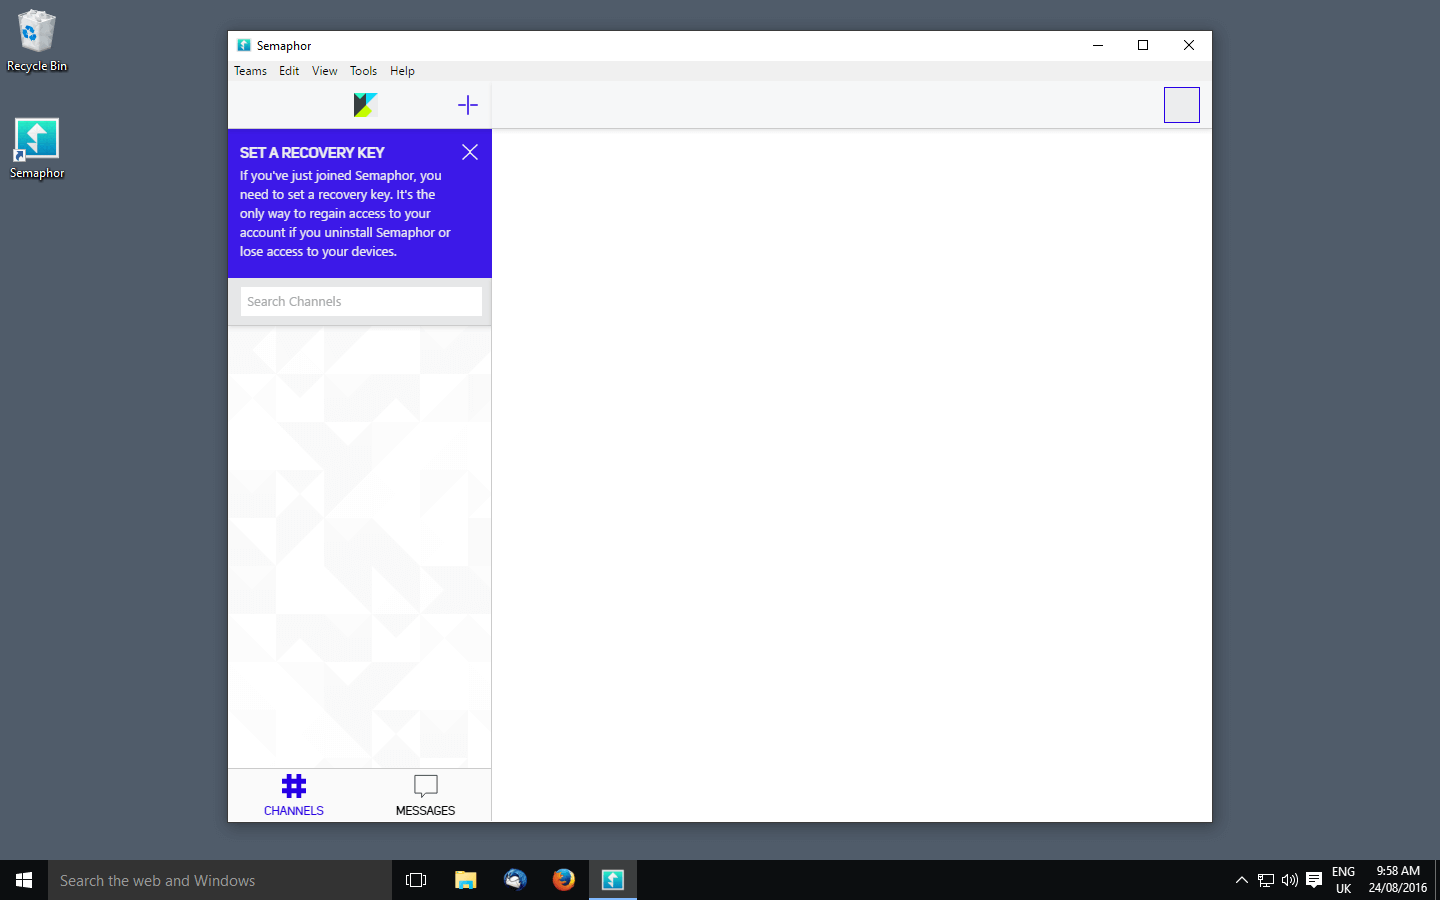 Recycle Bin
Semaphor
Semaphor
Teams Edit View Tools Help
SET A RECOVERY KEY
If you've just joined Semaphor, you
need to set a recovery key. It's the
only way to regain access to your
account if you uninstall Semaphor or
lose access to your devices.
Search Channels
CHANNELS
MESSAGES
Search the web and Windows
ENG
UK
9:58 AM
24/08/2016